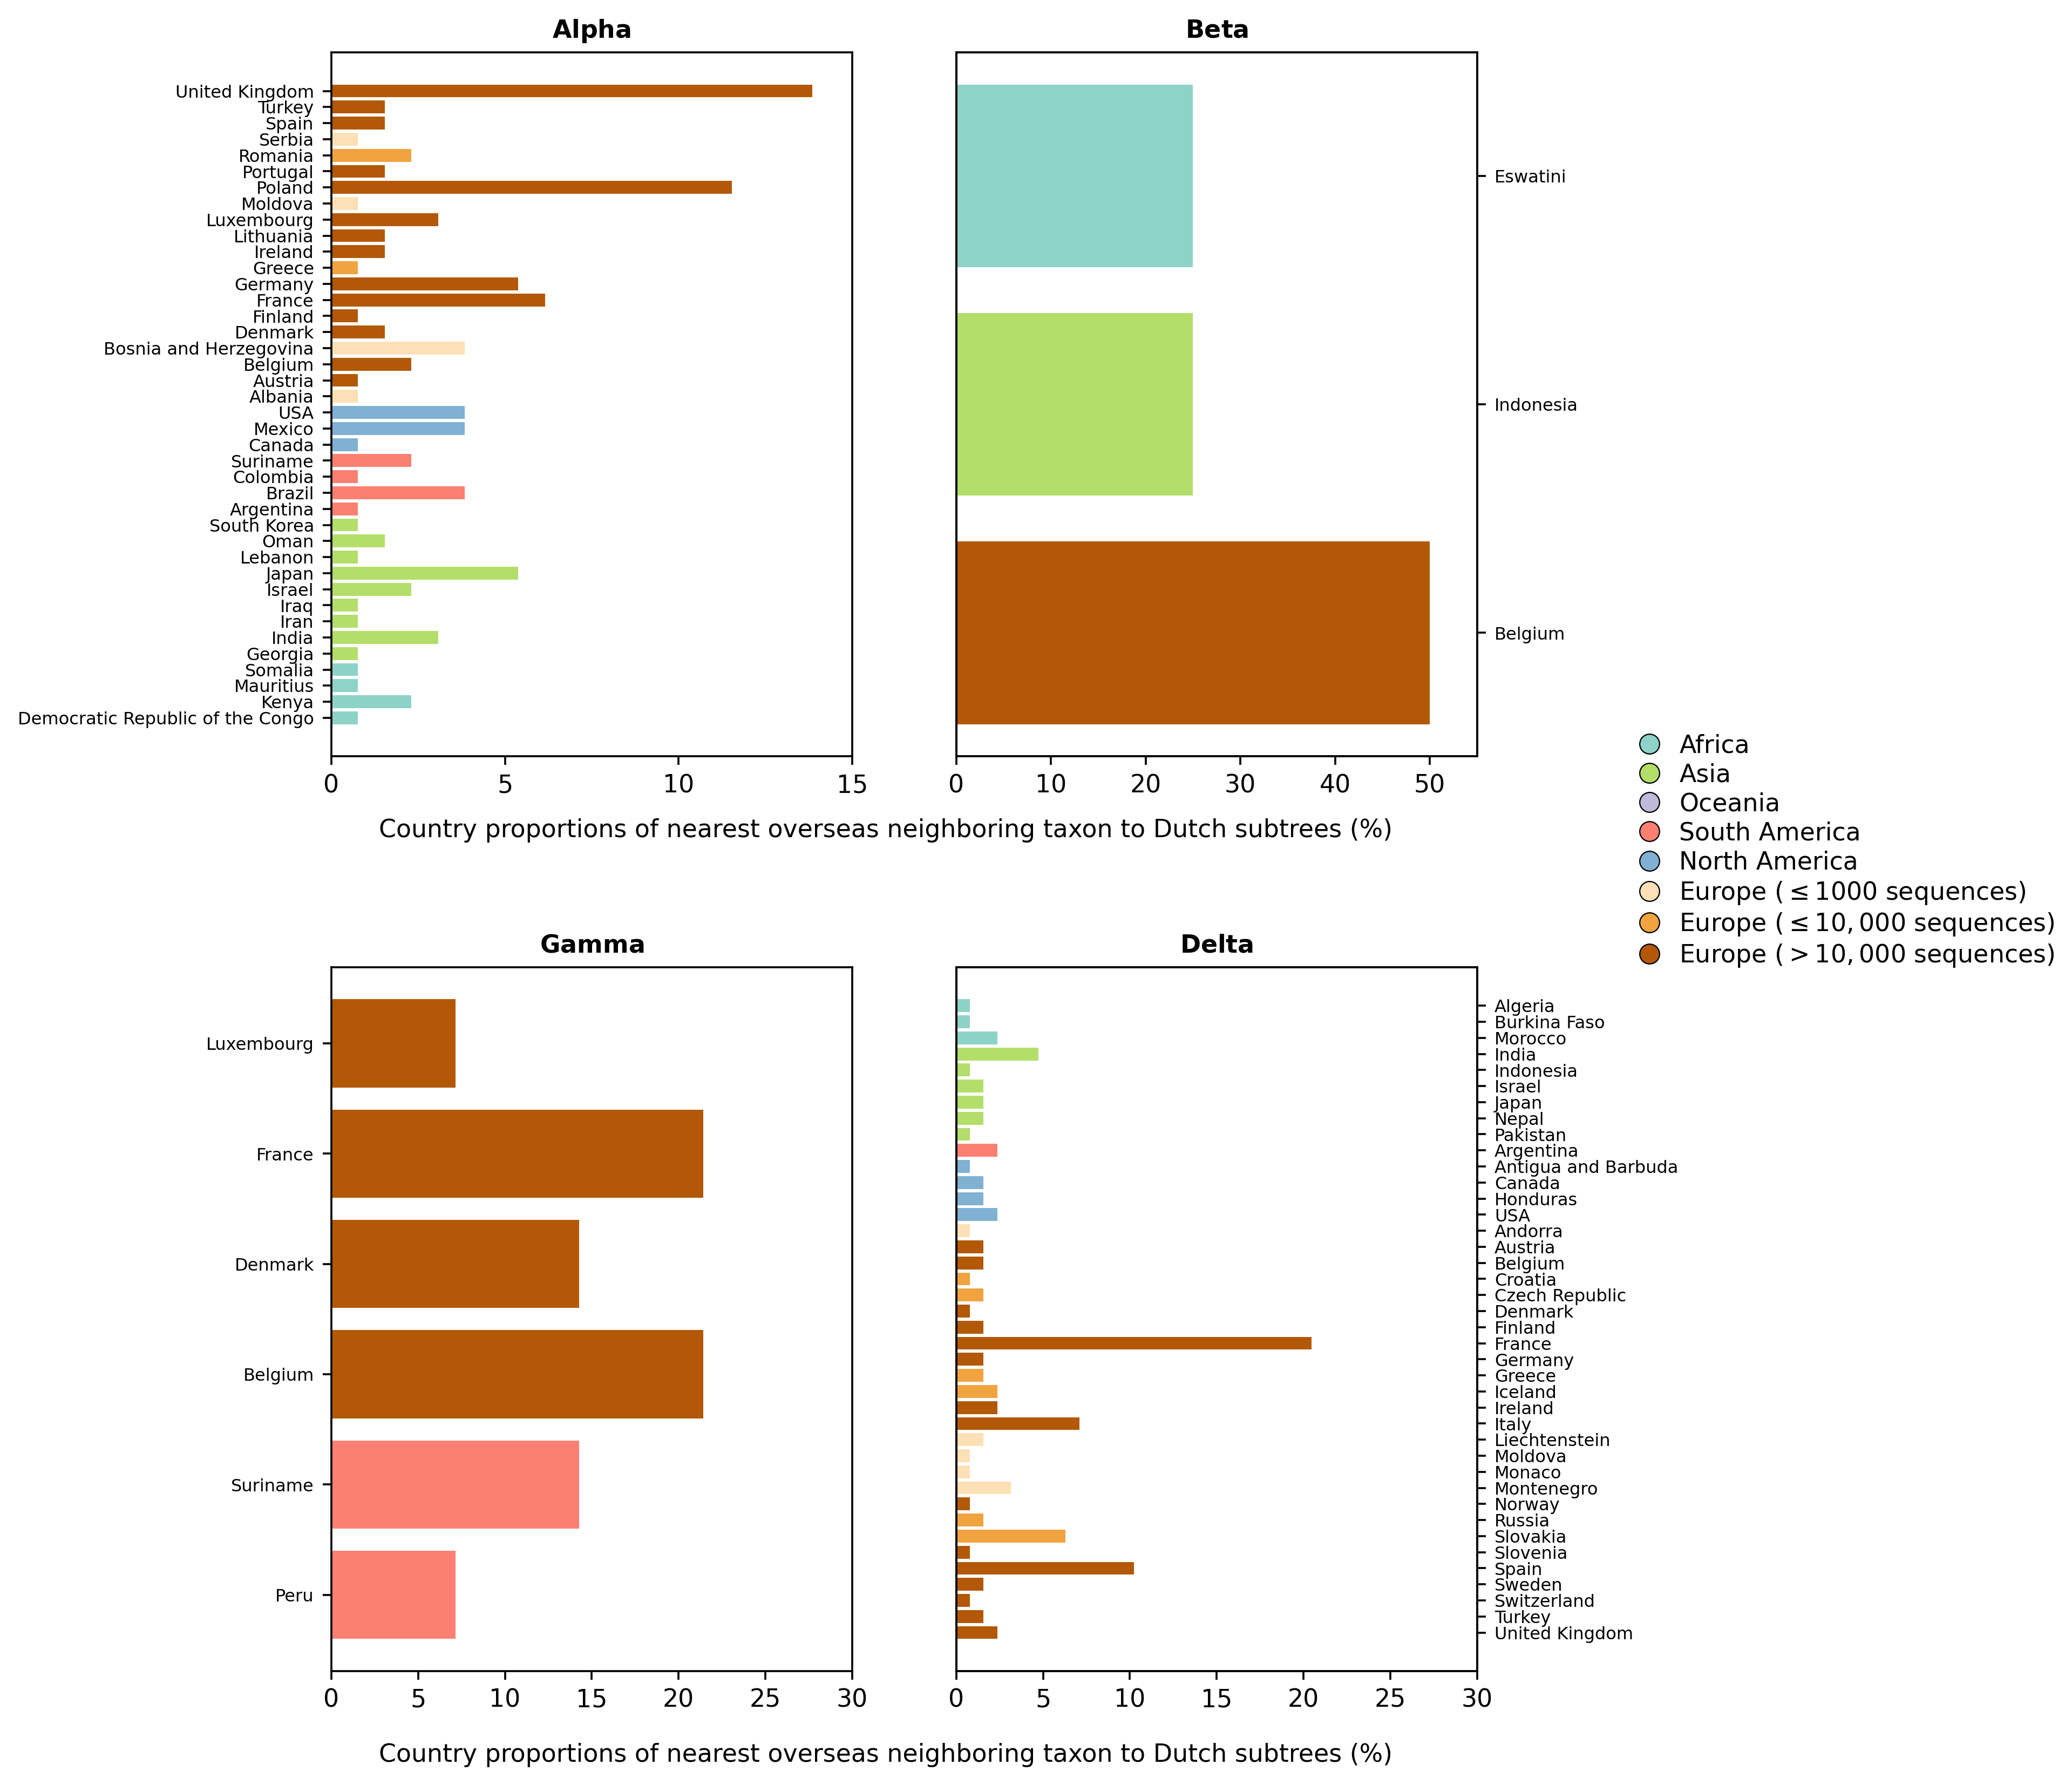 Alpha
United Kingdom
Turkey
Spain
Serbia
Romania
Portugal
Poland
Moldova
Luxembourg
Lithuania
Ireland
Greece
Germany
France
Finland
Denmark
Bosnia and Herzegovina
Belgium
Austria
Albania
USA
Mexico
Canada
Suriname
Colombia
Brazil
Argentina
South Korea
Oman
Lebanon
Japan
Israel
Iraq
Iran
India
Georgia
Somalia
Mauritius
Kenya
Democratic Republic of the Congo
0 5 10 15
Beta
Eswatini
Indonesia
Belgium
0 10 20 30 40 50
Country proportions of nearest overseas neighboring taxon to Dutch subtrees (%)
Africa
Asia
Oceania
South America
North America
Europe (≤1000 sequences)
Europe (≤10,000 sequences)
Europe (>10,000 sequences)
Gamma
Luxembourg
France
Denmark
Belgium
Suriname
Peru
0 5 10 15 20 25 30
Delta
Algeria
Burkina Faso
Morocco
India
Indonesia
Israel
Japan
Nepal
Pakistan
Argentina
Antigua and Barbuda
Canada
Honduras
USA
Andorra
Austria
Belgium
Croatia
Czech Republic
Denmark
Finland
France
Germany
Greece
Iceland
Ireland
Italy
Liechtenstein
Moldova
Monaco
Montenegro
Norway
Russia
Slovakia
Slovenia
Spain
Sweden
Switzerland
Turkey
United Kingdom
0 5 10 15 20 25 30
Country proportions of nearest overseas neighboring taxon to Dutch subtrees (%)